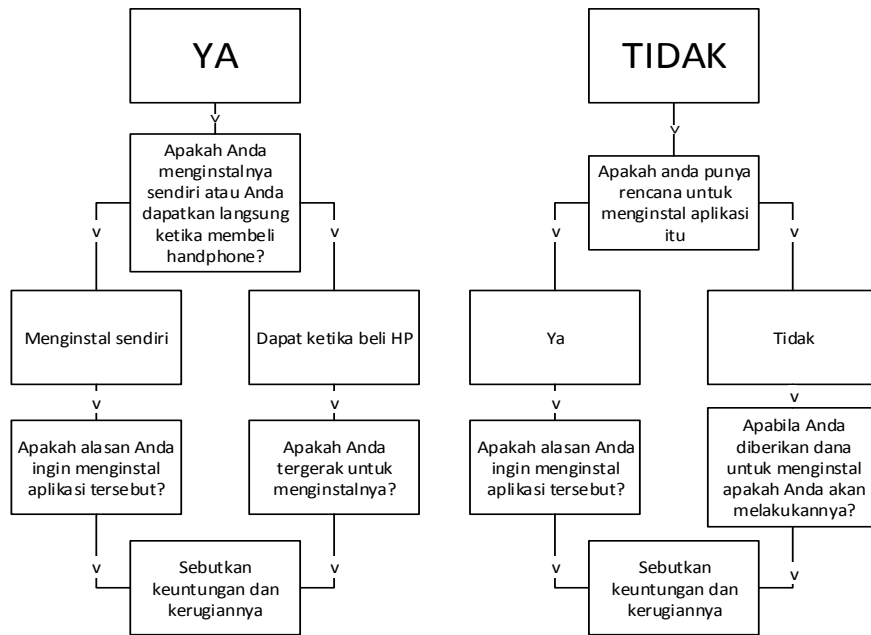 YA
TIDAK
v
v
Apakah Anda
menginstalnya
sendiri atau Anda
dapatkan langsung
ketika membeli
handphone?
Apakah anda punya
rencana untuk
menginstal aplikasi
itu
v
v
v
v
Menginstal sendiri
Dapat ketika beli HP
Ya
Tidak
v
v
v
v
Apakah alasan Anda
ingin menginstal
aplikasi tersebut?
Apakah Anda
tergerak untuk
menginstalnya?
Apakah alasan Anda
ingin menginstal
aplikasi tersebut?
Apabila Anda
diberikan dana
untuk menginstal
apakah Anda akan
melakukannya?
v
v
v
v
Sebutkan
keuntungan dan
kerugiannya
Sebutkan
keuntungan dan
kerugiannya